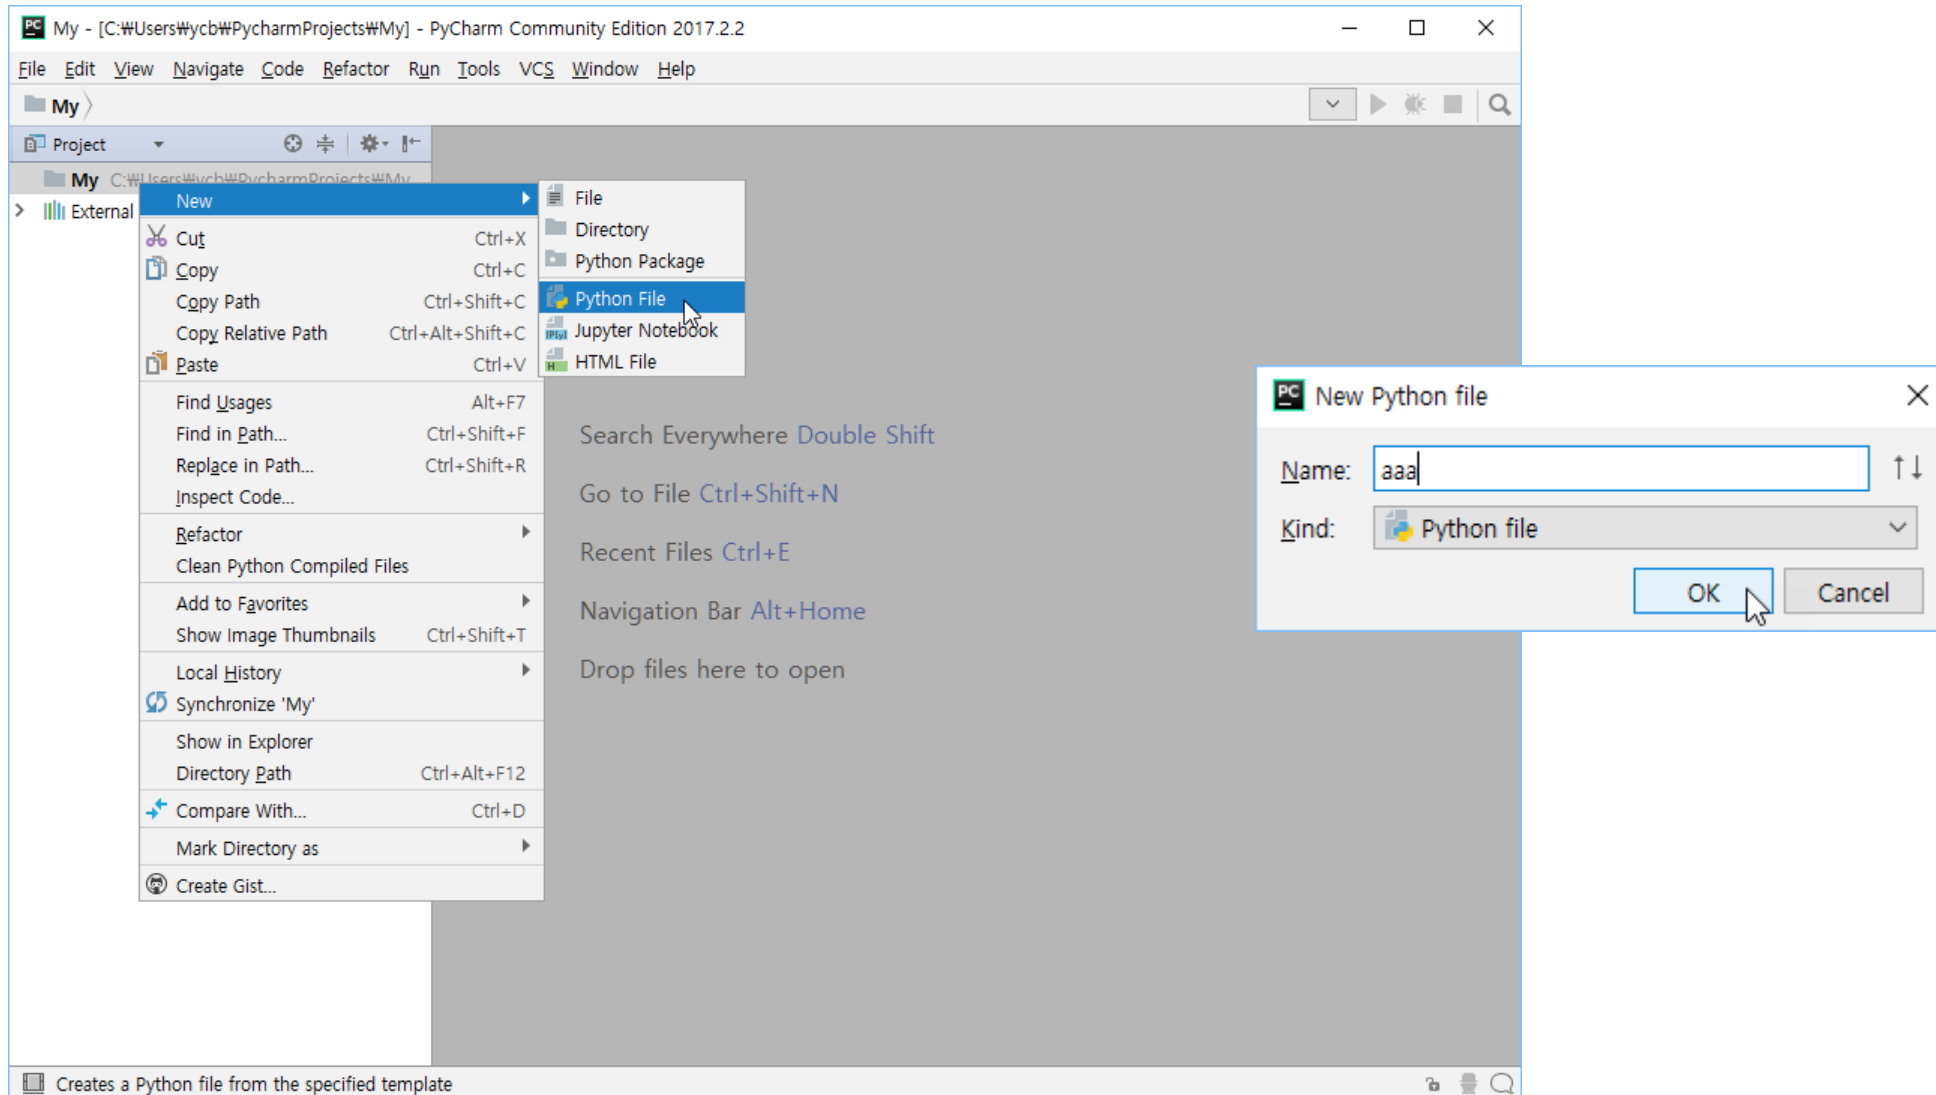 PC My - [C:₩Users₩ycb₩PycharmProjects₩My] - PyCharm Community Edition 2017.2.2
File Edit View Navigate Code Refactor Run Tools VCS Window Help
My
Project
My C:₩Users₩ycb₩PycharmProjects₩My
External
New
Cut Ctrl+X
Copy Ctrl+C
Copy Path Ctrl+Shift+C
Copy Relative Path Ctrl+Alt+Shift+C
Paste Ctrl+V
Find Usages Alt+F7
Find in Path... Ctrl+Shift+F
Replace in Path... Ctrl+Shift+R
Inspect Code...
Refactor
Clean Python Compiled Files
Add to Favorites
Show Image Thumbnails Ctrl+Shift+T
Local History
Synchronize 'My'
Show in Explorer
Directory Path Ctrl+Alt+F12
Compare With... Ctrl+D
Mark Directory as
Create Gist...
File
Directory
Python Package
Python File
Jupyter Notebook
HTML File
Search Everywhere Double Shift
Go to File Ctrl+Shift+N
Recent Files Ctrl+E
Navigation Bar Alt+Home
Drop files here to open
PC New Python file
Name: aaa
Kind: Python file
OK Cancel
Creates a Python file from the specified template